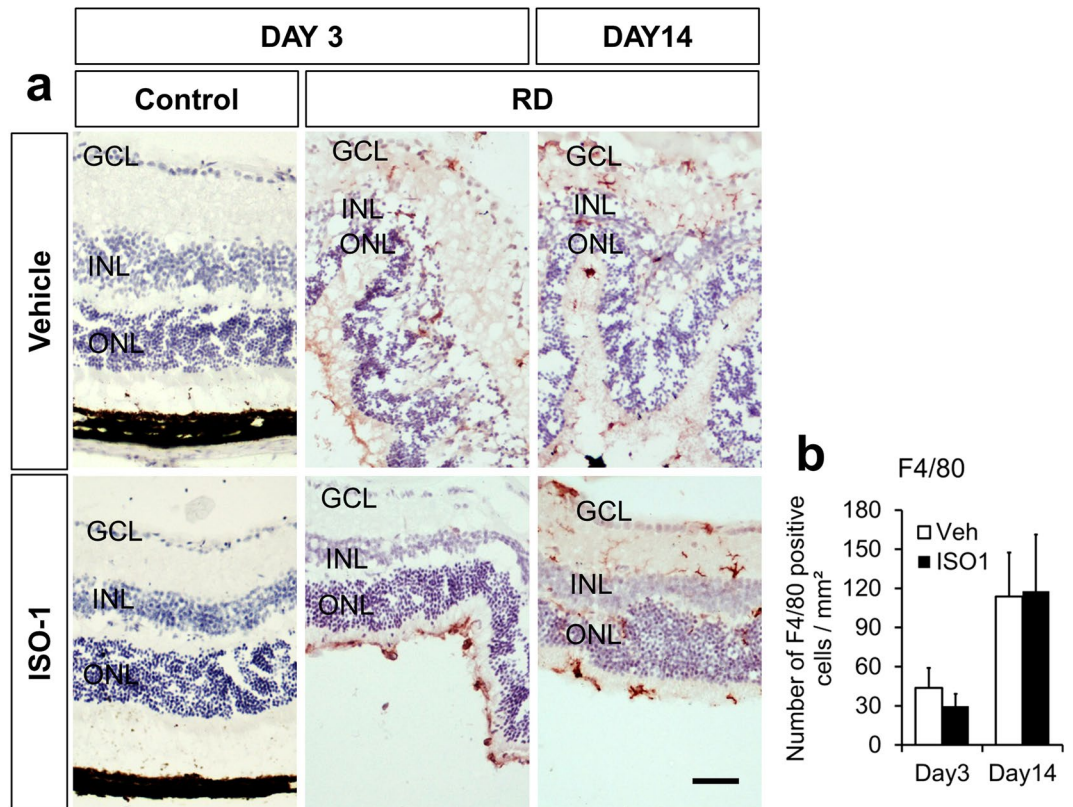 DAY 3
DAY14
a
Control
RD
Vehicle
GCL
INL
ONL
GCL
INL
ONL
GCL
INL
ONL
ISO-1
GCL
INL
ONL
GCL
INL
ONL
GCL
INL
ONL
b
F4/80
Number of F4/80 positive
cells / mm²
180
150
120
90
60
30
0
Veh
ISO1
Day3
Day14